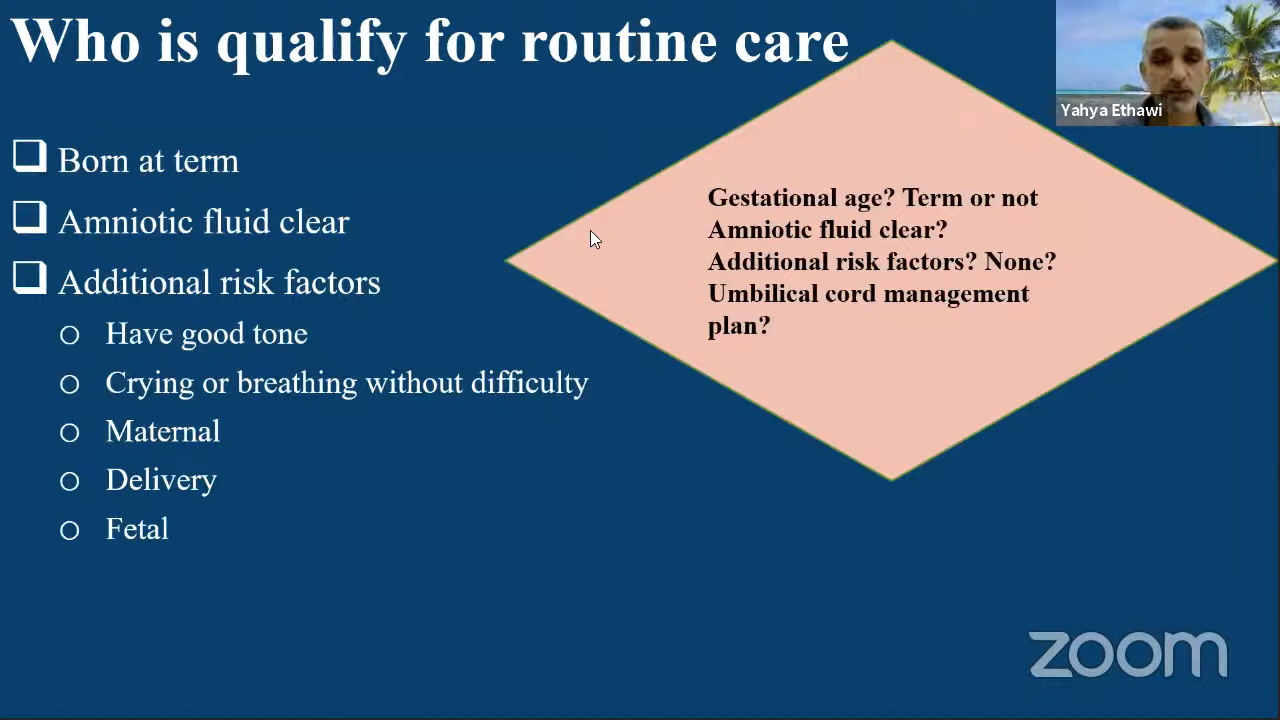 Who is qualify for routine care
Yahya Ethawi
Born at term
Amniotic fluid clear
Additional risk factors
Have good tone
Crying or breathing without difficulty
Maternal
Delivery
Fetal
Gestational age? Term or not
Amniotic fluid clear?
Additional risk factors? None?
Umbilical cord management
plan?
zoom